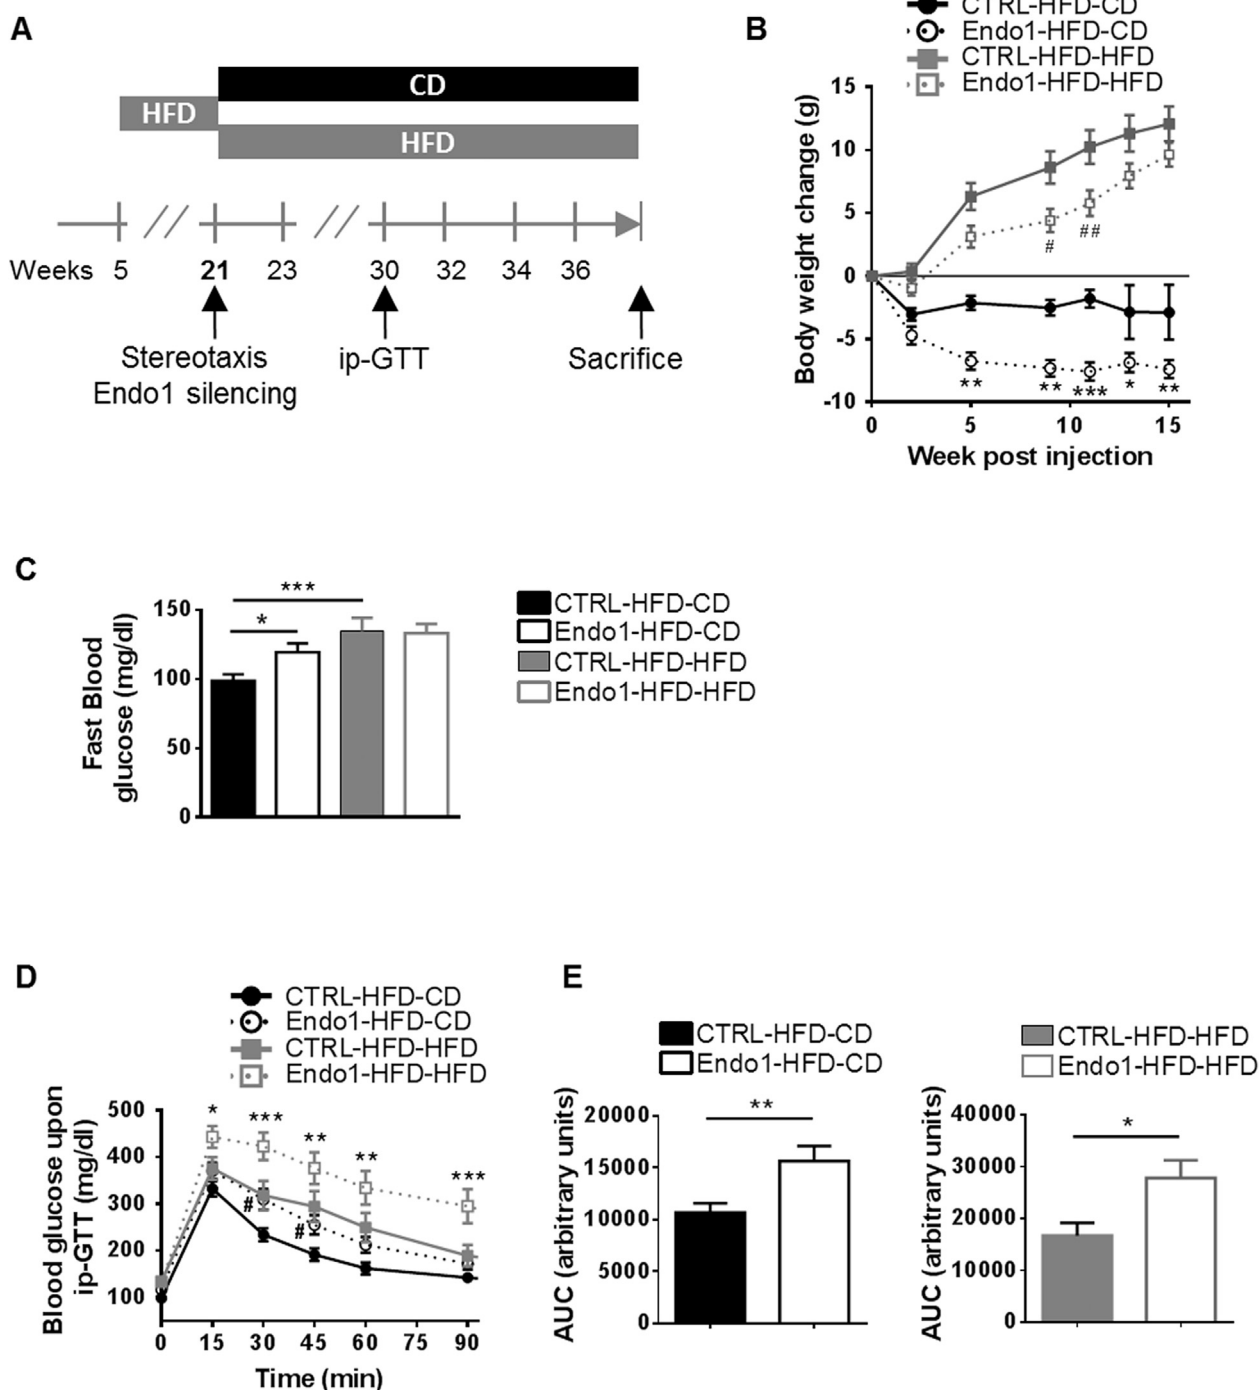 A
CD
HFD
HFD
Weeks 5 21 23 30 32 34 36
Stereotaxis
Endo1 silencing
ip-GTT
Sacrifice
B
CTRL-HFD-CD
Endo1-HFD-CD
CTRL-HFD-HFD
Endo1-HFD-HFD
Body weight change (g)
15
10
5
0
-5
-10
# ##
** ** *** * **
0 5 10 15
Week post injection
C
Fast Blood
glucose (mg/dl)
150
100
50
0
***
*
CTRL-HFD-CD
Endo1-HFD-CD
CTRL-HFD-HFD
Endo1-HFD-HFD
D
CTRL-HFD-CD
Endo1-HFD-CD
CTRL-HFD-HFD
Endo1-HFD-HFD
Blood glucose upon
ip-GTT (mg/dl)
500
400
300
200
100
* *** ** ** ***
# #
0 15 30 45 60 75 90
Time (min)
E
CTRL-HFD-CD
Endo1-HFD-CD
AUC (arbitrary units)
20000
15000
10000
5000
0
**
CTRL-HFD-HFD
Endo1-HFD-HFD
AUC (arbitrary units)
40000
30000
20000
10000
0
*